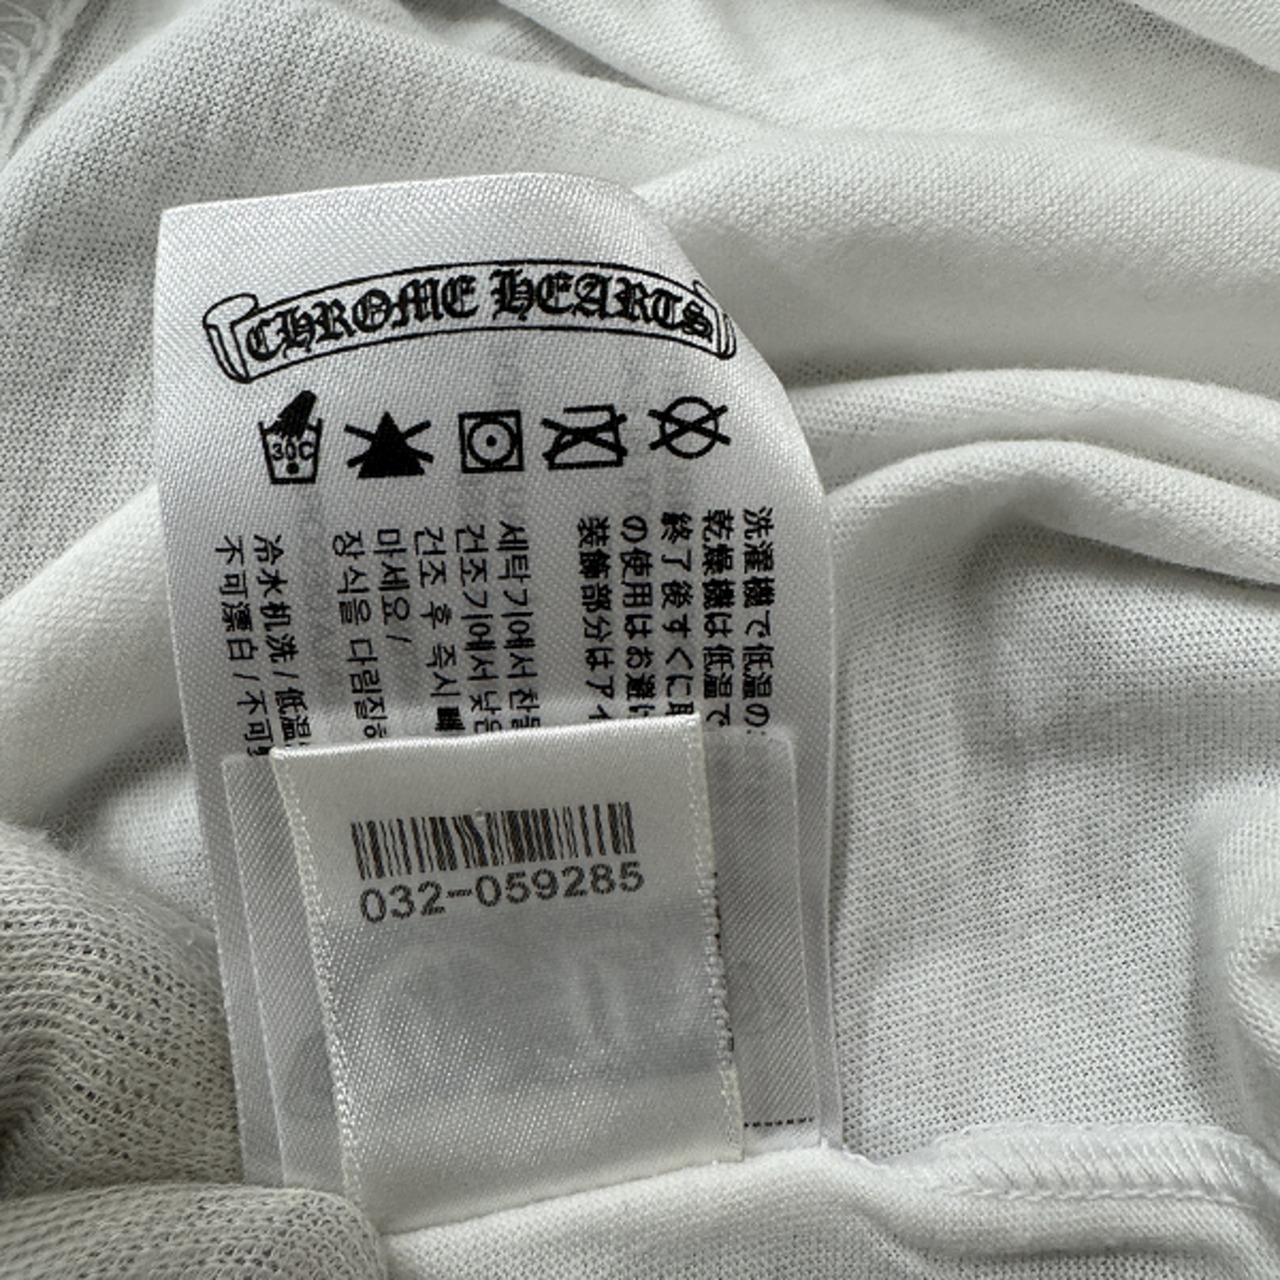 CHROME HEARTS
30C
洗濯機で低温の
乾燥機は低温で
終了後すぐに取
の使用はお避け
装飾部分はアイ
세탁기에서 찬물
건조기에서 낮은
건조 후 즉시 빼
마세요 /
장식을 다림질하
冷水机洗 / 低温
不可漂白 / 不可
032-059285